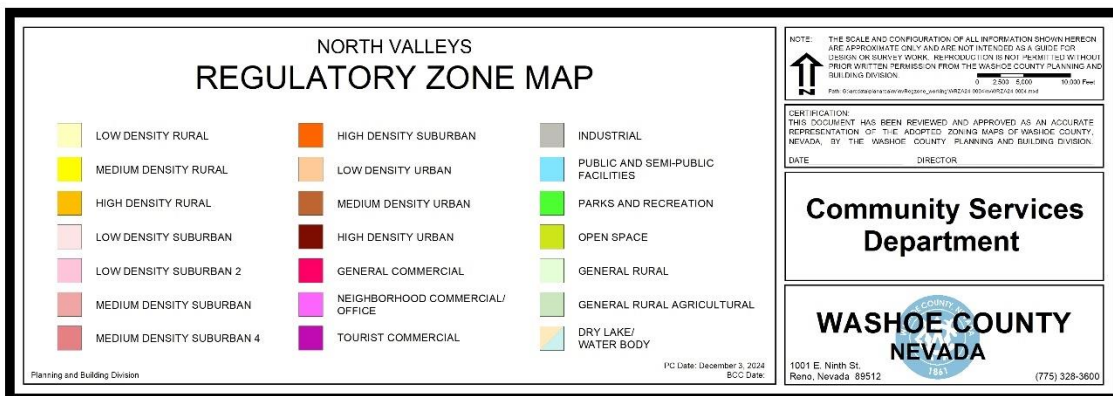 NORTH VALLEYS
REGULATORY ZONE MAP
LOW DENSITY RURAL
MEDIUM DENSITY RURAL
HIGH DENSITY RURAL
LOW DENSITY SUBURBAN
LOW DENSITY SUBURBAN 2
MEDIUM DENSITY SUBURBAN
MEDIUM DENSITY SUBURBAN 4
HIGH DENSITY SUBURBAN
LOW DENSITY URBAN
MEDIUM DENSITY URBAN
HIGH DENSITY URBAN
GENERAL COMMERCIAL
NEIGHBORHOOD COMMERCIAL/
OFFICE
TOURIST COMMERCIAL
INDUSTRIAL
PUBLIC AND SEMI-PUBLIC
FACILITIES
PARKS AND RECREATION
OPEN SPACE
GENERAL RURAL
GENERAL RURAL AGRICULTURAL
DRY LAKE/
WATER BODY
Planning and Building Division
PC Date: December 3, 2024
BCC Date:
NOTE: THE SCALE AND CONFIGURATION OF ALL INFORMATION SHOWN HEREON
ARE APPROXIMATE ONLY AND ARE NOT INTENDED AS A GUIDE FOR
DESIGN OR SURVEY WORK. REPRODUCTION IS NOT PERMITTED WITHOUT
PRIOR WRITTEN PERMISSION FROM THE WASHOE COUNTY PLANNING AND
BUILDING DIVISION.
0 2,500 5,000 10,000 Feet
N
Path:
CERTIFICATION:
THIS DOCUMENT HAS BEEN REVIEWED AND APPROVED AS AN ACCURATE
REPRESENTATION OF THE ADOPTED ZONING MAPS OF WASHOE COUNTY,
NEVADA, BY THE WASHOE COUNTY PLANNING AND BUILDING DIVISION.
DATE DIRECTOR
Community Services
Department
WASHOE COUNTY
NEVADA
1861
1001 E. Ninth St.
Reno, Nevada 89512
(775) 328-3600